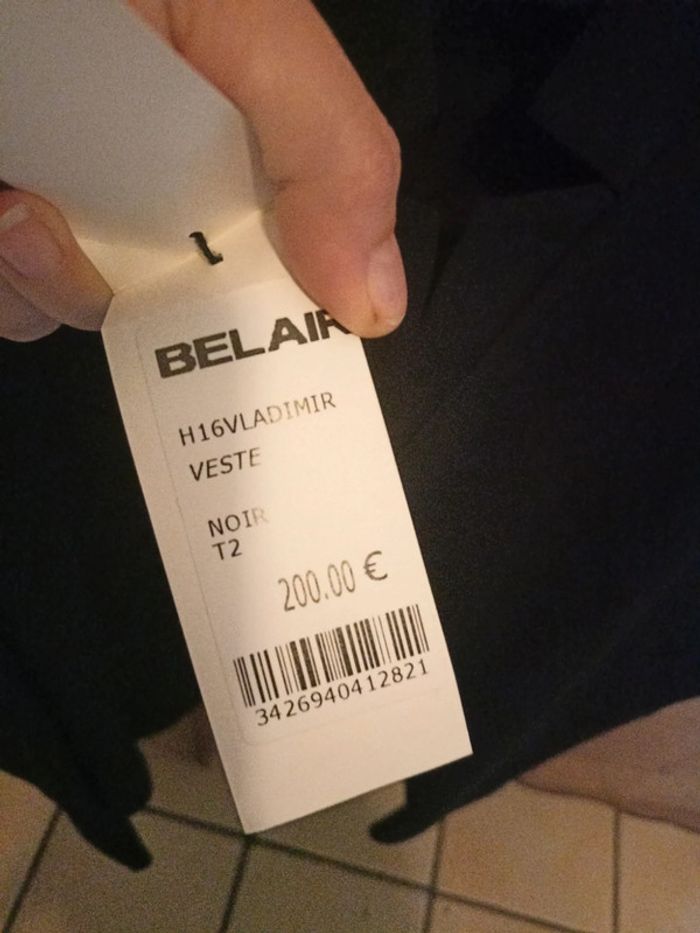 BELAIR
H16VLADIMIR
VESTE
NOIR
T2
200.00 €
3426940412821